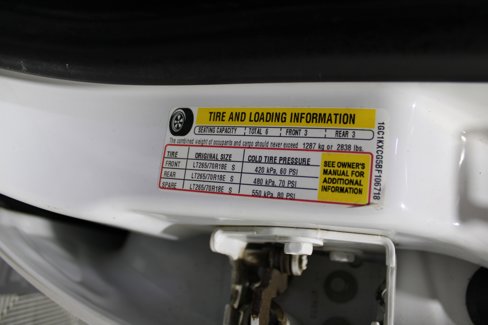 TIRE AND LOADING INFORMATION
SEATING CAPACITY TOTAL 6 FRONT 3 REAR 3
The combined weight of occupants and cargo should never exceed 1287 kg or 2838 lbs.
TIRE ORIGINAL SIZE COLD TIRE PRESSURE
FRONT LT265/70R18E S 420 kPa, 60 PSI
REAR LT265/70R18E S 480 kPa, 70 PSI
SPARE LT265/70R18E S 550 kPa, 80 PSI
SEE OWNER'S
MANUAL FOR
ADDITIONAL
INFORMATION
1GC1KXCG5BF106718